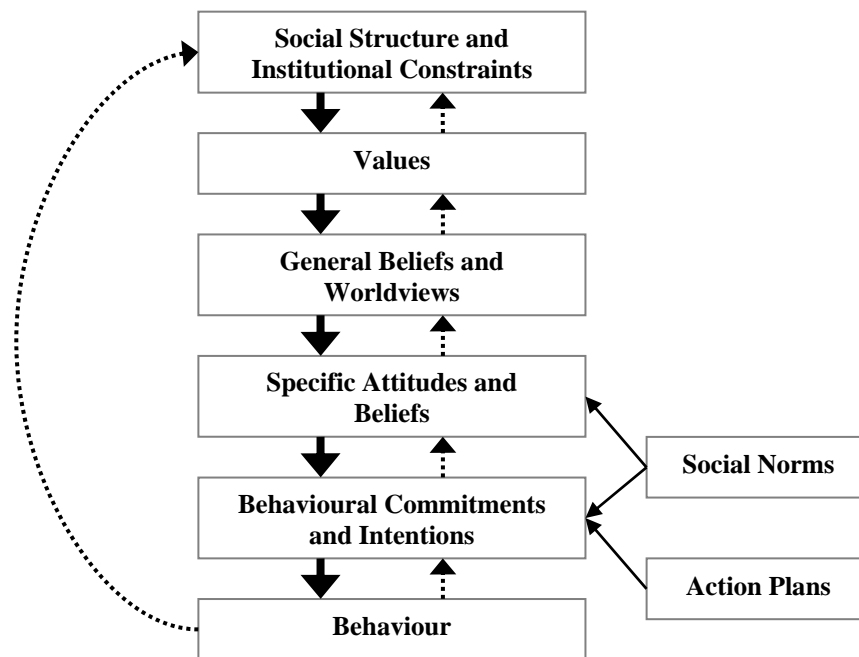 Social Structure and
Institutional Constraints
Values
General Beliefs and
Worldviews
Specific Attitudes and
Beliefs
Social Norms
Behavioural Commitments
and Intentions
Action Plans
Behaviour